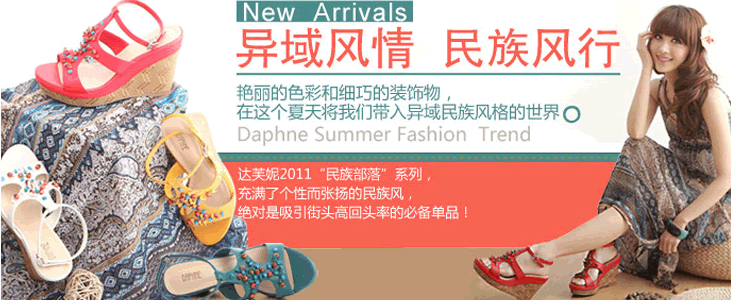 New Arrivals
异域风情 民族风行
艳丽的色彩和细巧的装饰物，
在这个夏天将我们带入异域民族风格的世界
Daphne Summer Fashion Trend
达芙妮2011“民族部落”系列，
充满了个性而张扬的民族风，
绝对是吸引街头高回头率的必备单品！
DAPHNE